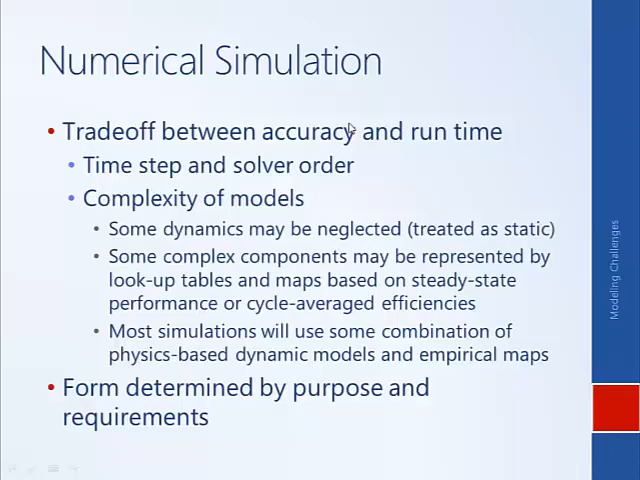 Numerical Simulation
• Tradeoff between accuracy and run time
• Time step and solver order
• Complexity of models
• Some dynamics may be neglected (treated as static)
• Some complex components may be represented by
look-up tables and maps based on steady-state
performance or cycle-averaged efficiencies
• Most simulations will use some combination of
physics-based dynamic models and empirical maps
• Form determined by purpose and
requirements
Modeling Challenges